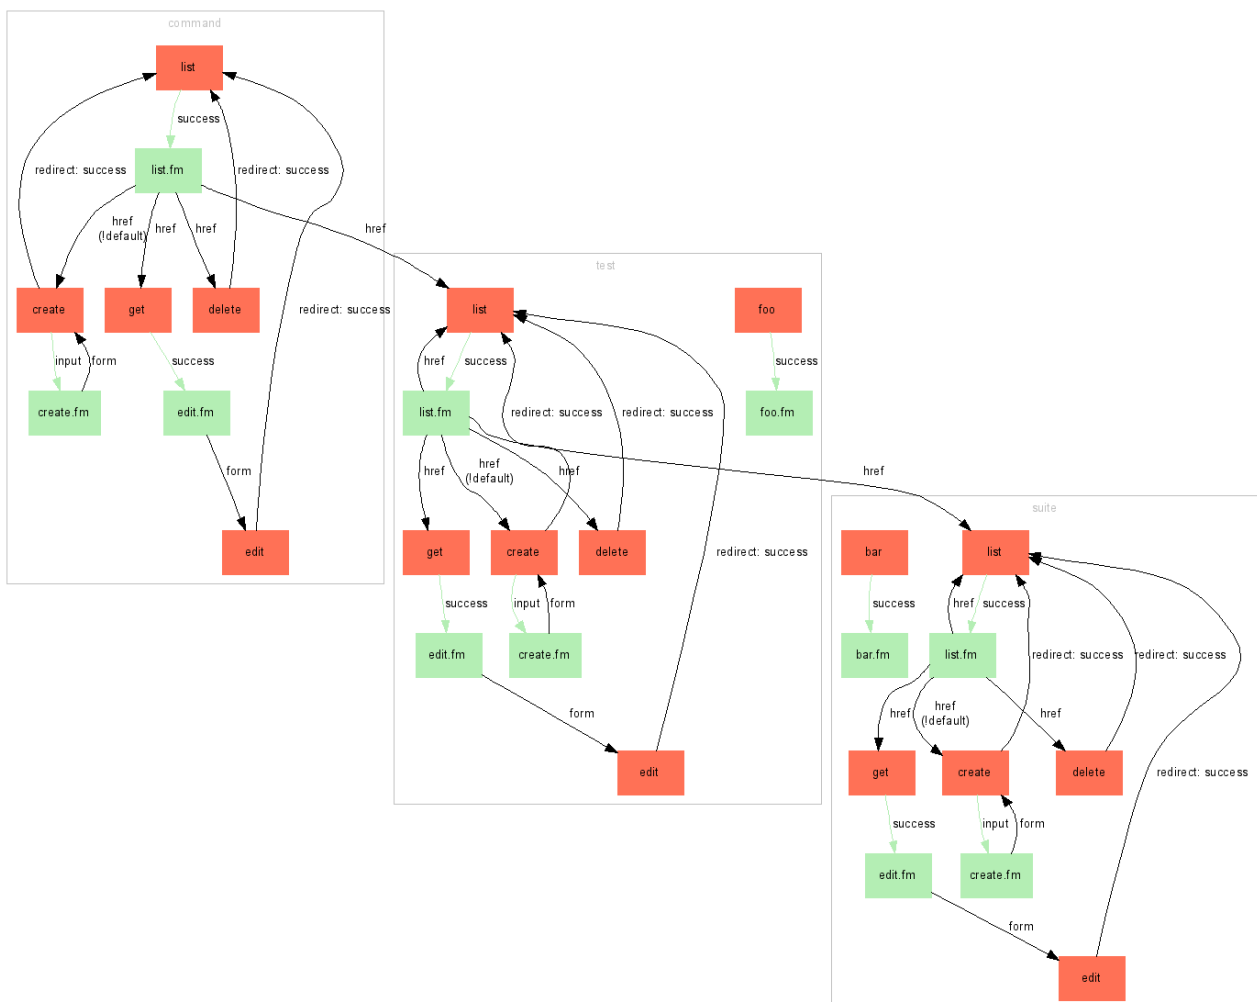 command
list
success
list.fm
redirect: success
redirect: success
redirect: success
href
(!default)
href
href
href
create
get
delete
input
form
success
create.fm
edit.fm
form
edit
test
list
foo
href
success
success
list.fm
foo.fm
redirect: success
redirect: success
redirect: success
href
href
(!default)
href
href
get
create
delete
success
input
form
edit.fm
create.fm
form
edit
suite
bar
list
success
href
success
bar.fm
list.fm
redirect: success
redirect: success
redirect: success
href
href
(!default)
href
get
create
delete
success
input
form
edit.fm
create.fm
form
edit